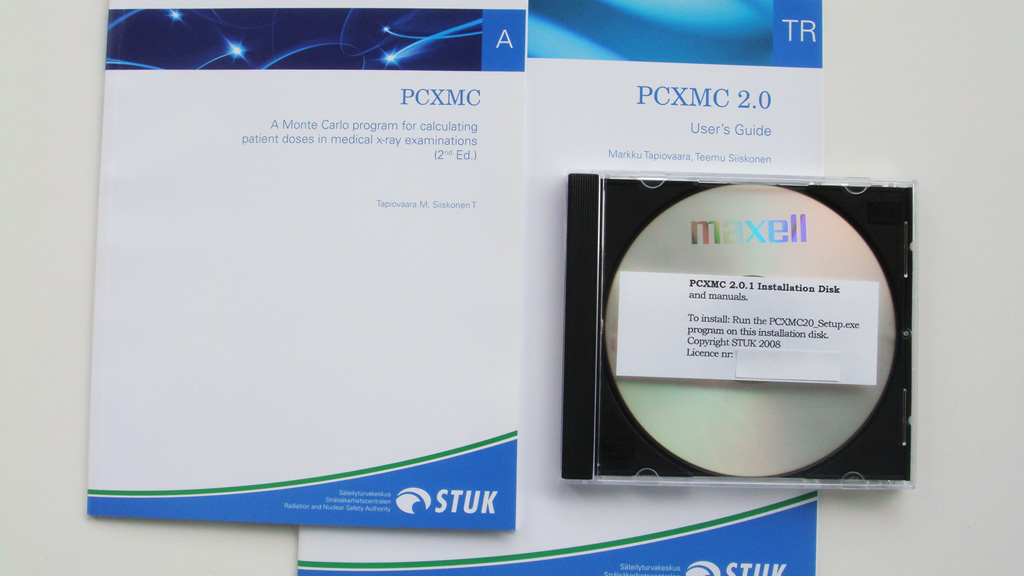 A
PCXMC
A Monte Carlo program for calculating
patient doses in medical x-ray examinations
(2nd Ed.)
Tapiovaara M, Siiskonen T
Säteilyturvakeskus
Strålsäkerhetscentralen
Radiation and Nuclear Safety Authority
STUK
TR
PCXMC 2.0
User's Guide
Markku Tapiovaara, Teemu Siiskonen
maxell
PCXMC 2.0.1 Installation Disk
and manuals.
To install: Run the PCXMC20_Setup.exe
program on this installation disk.
Copyright STUK 2008
Licence nr:
Säteilyturvakeskus
Strålsäkerhetscentralen
STUK